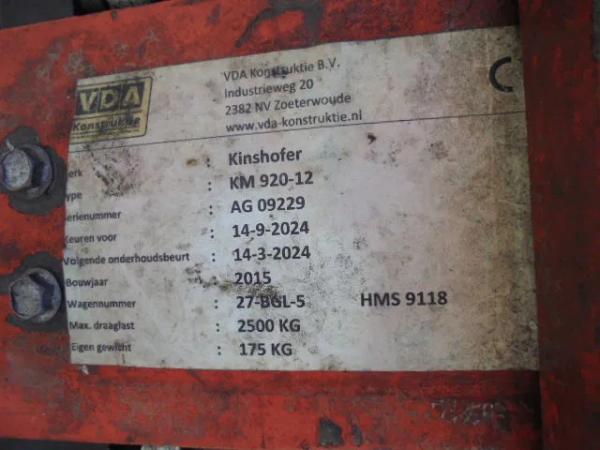 VDA Konstruktie B.V.
Industrieweg 20
2382 NV Zoeterwoude
www.vda-konstruktie.nl
VDA
Konstruktie
erk : Kinshofer
ype : KM 920-12
serienummer : AG 09229
Keuren voor : 14-9-2024
Volgende onderhoudsbeurt : 14-3-2024
Bouwjaar : 2015
Wagennummer : 27-BGL-5 HMS 9118
Max. draaglast : 2500 KG
Eigen gewicht : 175 KG